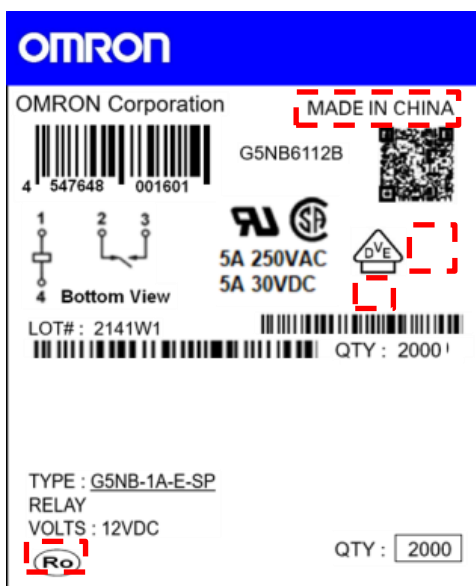 omron
OMRON Corporation
MADE IN CHINA
G5NB6112B
4 547648 001601
1 2 3
4 Bottom View
5A 250VAC
5A 30VDC
DVE
LOT# : 2141W1
QTY : 2000
TYPE : G5NB-1A-E-SP
RELAY
VOLTS : 12VDC
Ro
QTY : 2000